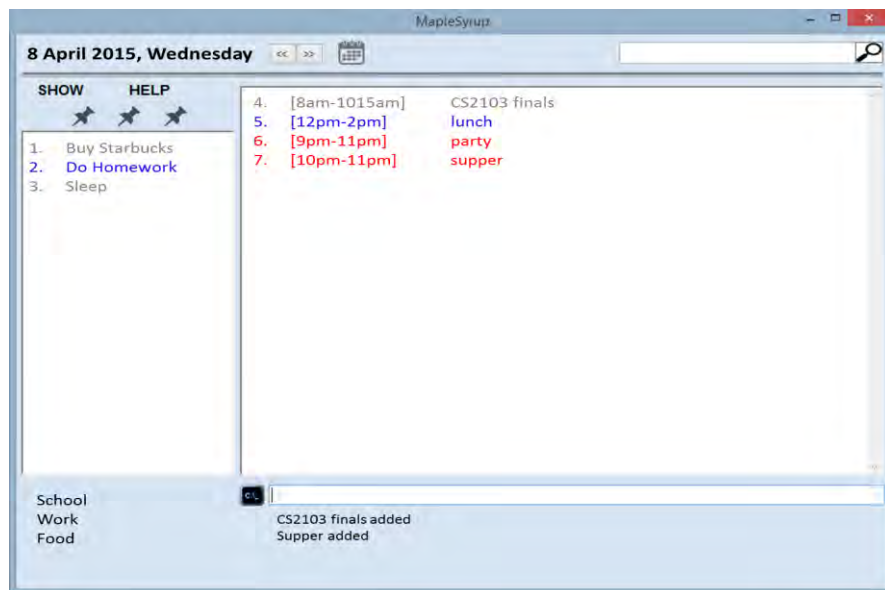 MapleSyrup
8 April 2015, Wednesday << >>
SHOW HELP
1. Buy Starbucks
2. Do Homework
3. Sleep
4. [8am-1015am] CS2103 finals
5. [12pm-2pm] lunch
6. [9pm-11pm] party
7. [10pm-11pm] supper
School
Work
Food
C:\_
CS2103 finals added
Supper added